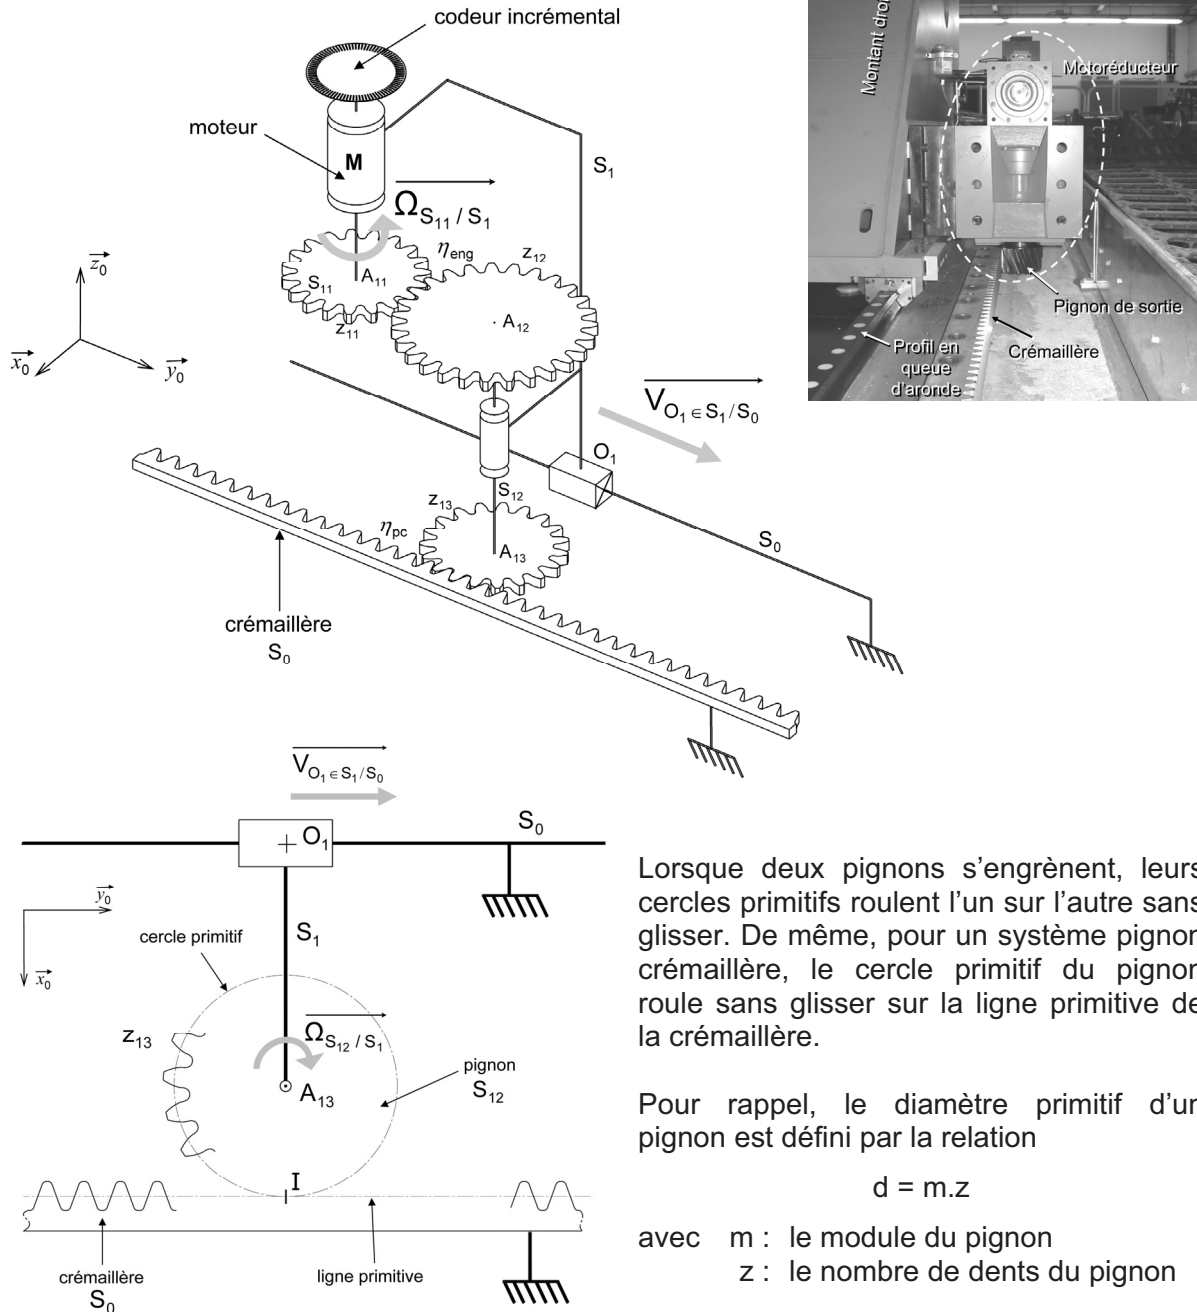 codeur incrémental
moteur
M
S₁
Ω S₁₁ / S₁
η eng
z₁₂
S₁₁
A₁₁
z₁₁
A₁₂
z₀
x₀
y₀
V O₁ ∈ S₁/S₀
O₁
S₁₂
z₁₃
η pc
A₁₃
S₀
crémaillère
S₀
Montant droi
Motoréducteur
Pignon de sortie
Crémaillère
Profil en
queue
d'aronde
V O₁ ∈ S₁/S₀
S₀
O₁
y₀
x₀
S₁
cercle primitif
z₁₃
Ω S₁₂ / S₁
pignon
S₁₂
A₁₃
I
crémaillère
S₀
ligne primitive
Lorsque deux pignons s'engrènent, leurs
cercles primitifs roulent l'un sur l'autre sans
glisser. De même, pour un système pignon
crémaillère, le cercle primitif du pignon
roule sans glisser sur la ligne primitive de
la crémaillère.
Pour rappel, le diamètre primitif d'un
pignon est défini par la relation
d = m.z
avec m : le module du pignon
z : le nombre de dents du pignon